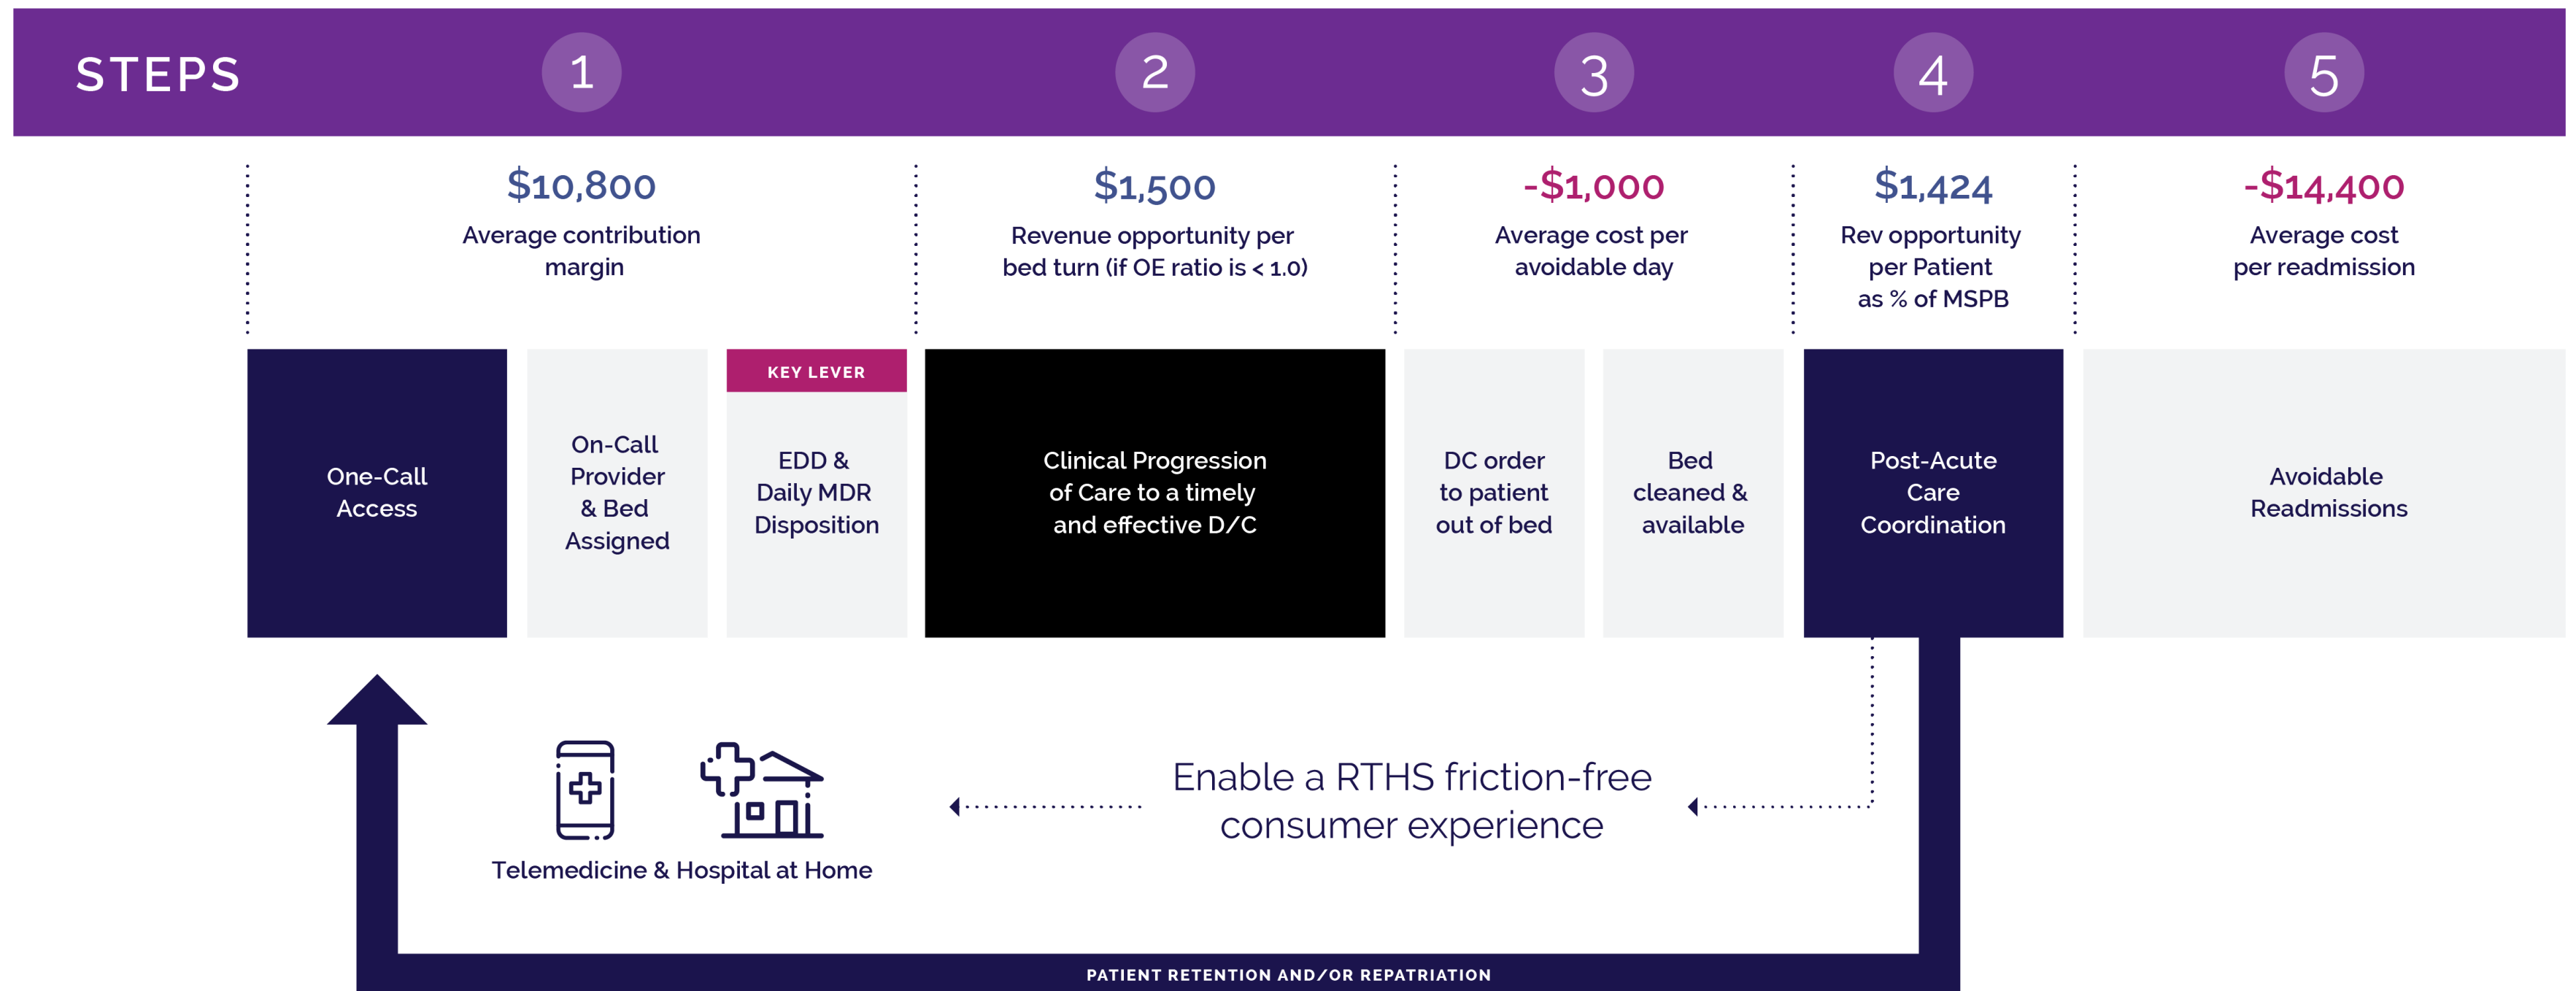 STEPS
1
2
3
4
5
$10,800
Average contribution
margin
$1,500
Revenue opportunity per
bed turn (if OE ratio is < 1.0)
-$1,000
Average cost per
avoidable day
$1,424
Rev opportunity
per Patient
as % of MSPB
-$14,400
Average cost
per readmission
One-Call
Access
On-Call
Provider
& Bed
Assigned
KEY LEVER
EDD &
Daily MDR
Disposition
Clinical Progression
of Care to a timely
and effective D/C
DC order
to patient
out of bed
Bed
cleaned &
available
Post-Acute
Care
Coordination
Avoidable
Readmissions
Enable a RTHS friction-free
consumer experience
Telemedicine & Hospital at Home
PATIENT RETENTION AND/OR REPATRIATION